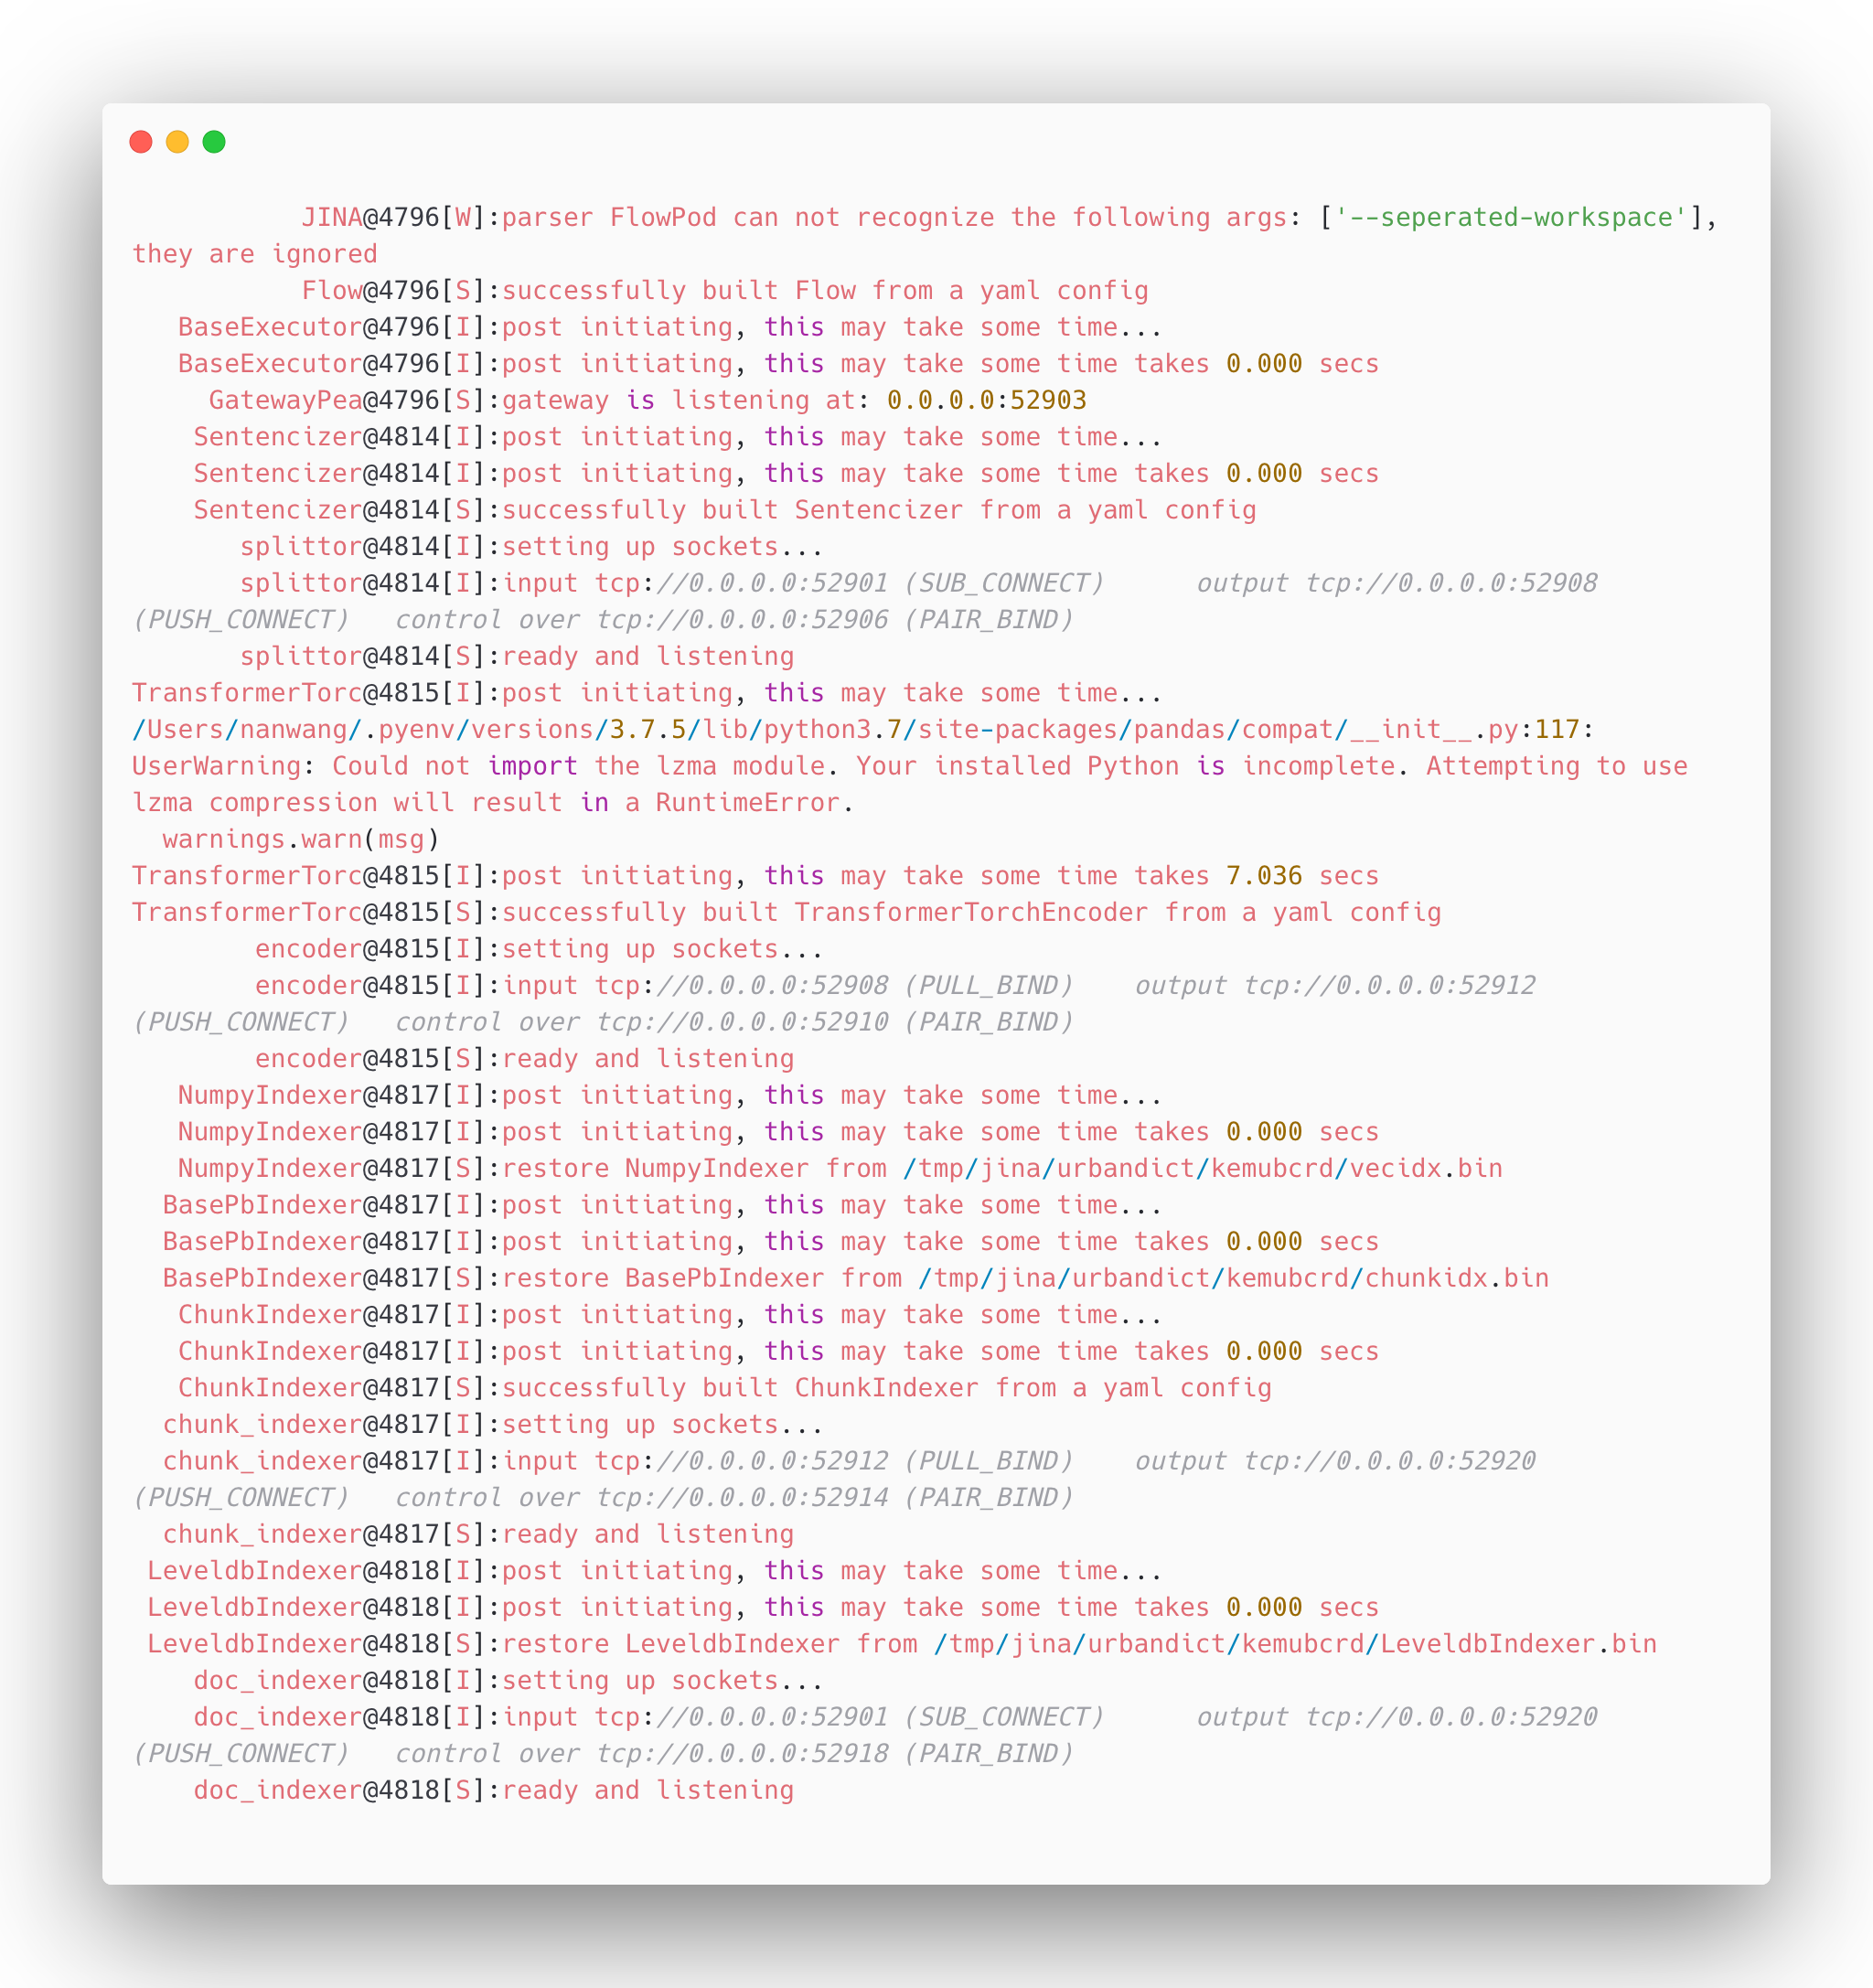 JINA@4796[W]:parser FlowPod can not recognize the following args: ['--seperated-workspace'],
they are ignored
Flow@4796[S]:successfully built Flow from a yaml config
BaseExecutor@4796[I]:post initiating, this may take some time...
BaseExecutor@4796[I]:post initiating, this may take some time takes 0.000 secs
GatewayPea@4796[S]:gateway is listening at: 0.0.0.0:52903
Sentencizer@4814[I]:post initiating, this may take some time...
Sentencizer@4814[I]:post initiating, this may take some time takes 0.000 secs
Sentencizer@4814[S]:successfully built Sentencizer from a yaml config
splittor@4814[I]:setting up sockets...
splittor@4814[I]:input tcp://0.0.0.0:52901 (SUB_CONNECT)      output tcp://0.0.0.0:52908
(PUSH_CONNECT)   control over tcp://0.0.0.0:52906 (PAIR_BIND)
splittor@4814[S]:ready and listening
TransformerTorc@4815[I]:post initiating, this may take some time...
/Users/nanwang/.pyenv/versions/3.7.5/lib/python3.7/site-packages/pandas/compat/__init__.py:117:
UserWarning: Could not import the lzma module. Your installed Python is incomplete. Attempting to use
lzma compression will result in a RuntimeError.
warnings.warn(msg)
TransformerTorc@4815[I]:post initiating, this may take some time takes 7.036 secs
TransformerTorc@4815[S]:successfully built TransformerTorchEncoder from a yaml config
encoder@4815[I]:setting up sockets...
encoder@4815[I]:input tcp://0.0.0.0:52908 (PULL_BIND)    output tcp://0.0.0.0:52912
(PUSH_CONNECT)   control over tcp://0.0.0.0:52910 (PAIR_BIND)
encoder@4815[S]:ready and listening
NumpyIndexer@4817[I]:post initiating, this may take some time...
NumpyIndexer@4817[I]:post initiating, this may take some time takes 0.000 secs
NumpyIndexer@4817[S]:restore NumpyIndexer from /tmp/jina/urbandict/kemubcrd/vecidx.bin
BasePbIndexer@4817[I]:post initiating, this may take some time...
BasePbIndexer@4817[I]:post initiating, this may take some time takes 0.000 secs
BasePbIndexer@4817[S]:restore BasePbIndexer from /tmp/jina/urbandict/kemubcrd/chunkidx.bin
ChunkIndexer@4817[I]:post initiating, this may take some time...
ChunkIndexer@4817[I]:post initiating, this may take some time takes 0.000 secs
ChunkIndexer@4817[S]:successfully built ChunkIndexer from a yaml config
chunk_indexer@4817[I]:setting up sockets...
chunk_indexer@4817[I]:input tcp://0.0.0.0:52912 (PULL_BIND)    output tcp://0.0.0.0:52920
(PUSH_CONNECT)   control over tcp://0.0.0.0:52914 (PAIR_BIND)
chunk_indexer@4817[S]:ready and listening
LeveldbIndexer@4818[I]:post initiating, this may take some time...
LeveldbIndexer@4818[I]:post initiating, this may take some time takes 0.000 secs
LeveldbIndexer@4818[S]:restore LeveldbIndexer from /tmp/jina/urbandict/kemubcrd/LeveldbIndexer.bin
doc_indexer@4818[I]:setting up sockets...
doc_indexer@4818[I]:input tcp://0.0.0.0:52901 (SUB_CONNECT)      output tcp://0.0.0.0:52920
(PUSH_CONNECT)   control over tcp://0.0.0.0:52918 (PAIR_BIND)
doc_indexer@4818[S]:ready and listening